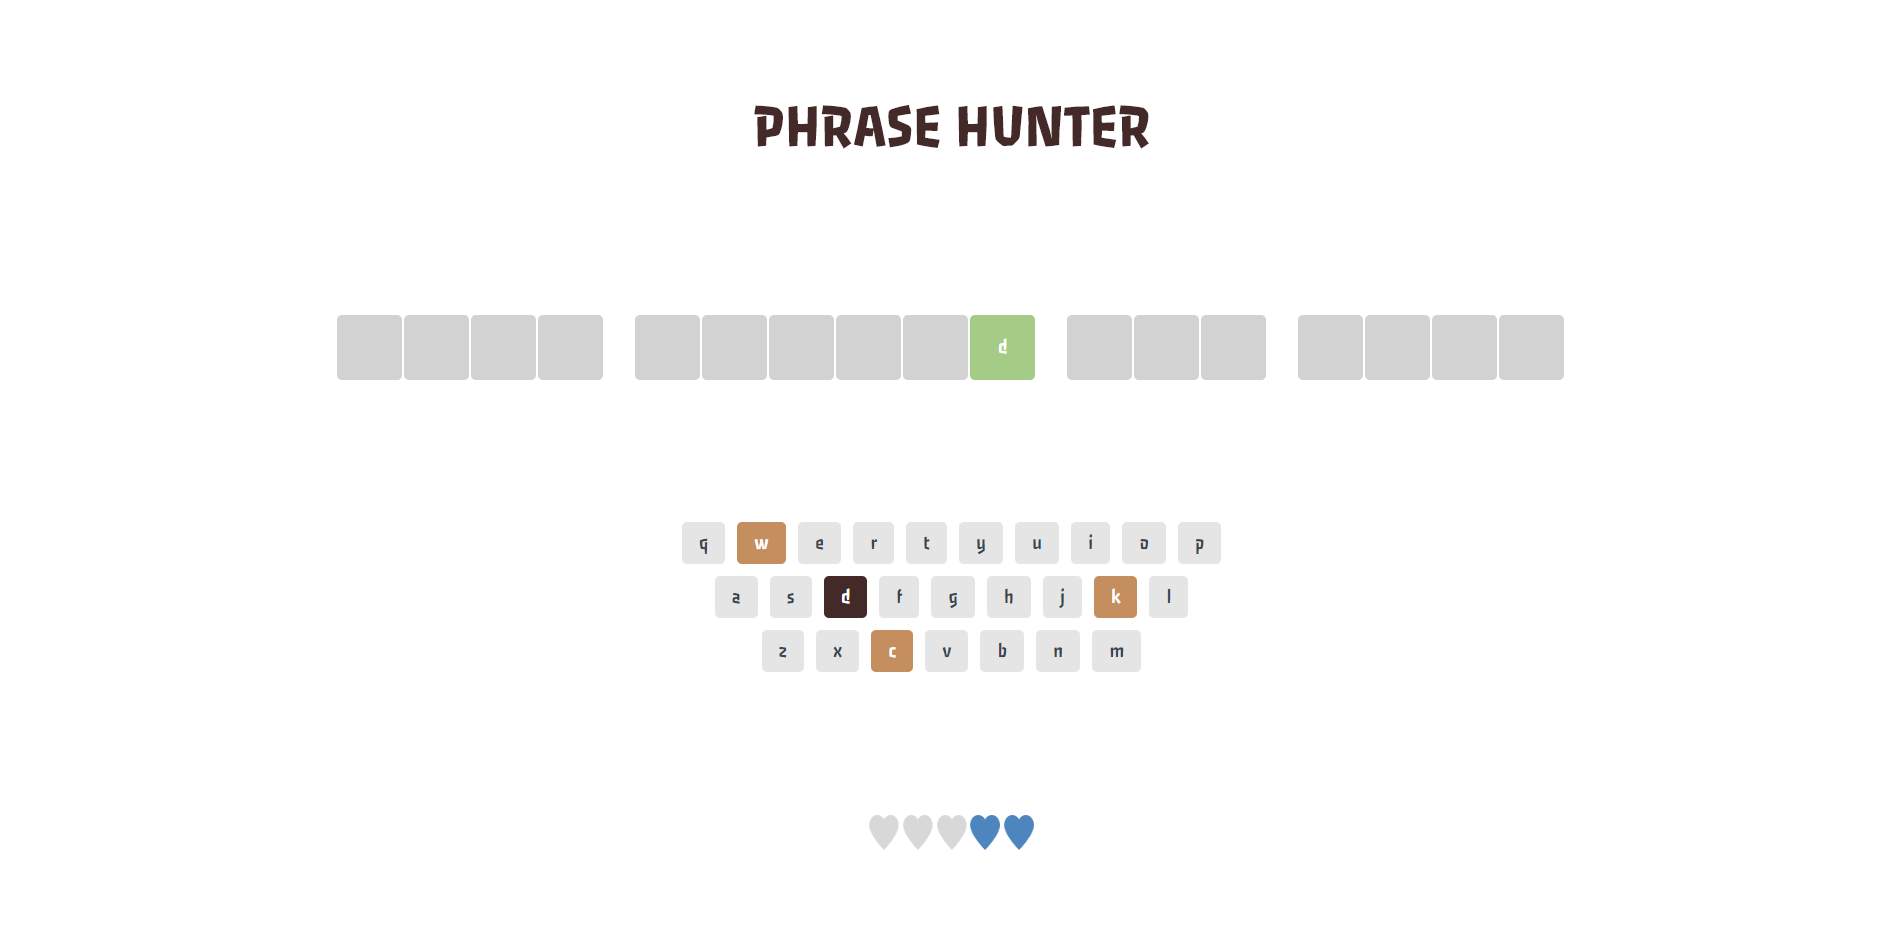 PHRASE HUNTER
d
q w e r t y u i o p
a s d f g h j k l
z x c v b n m